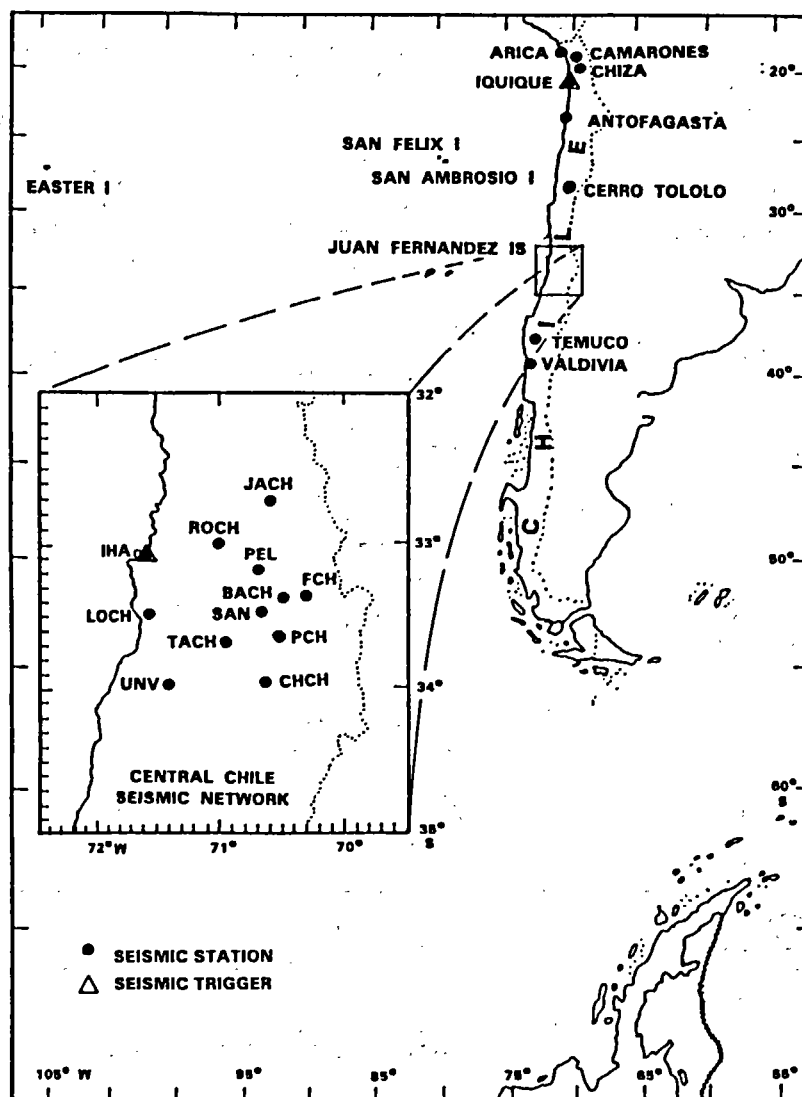 ARICA
CAMARONES
CHIZA
20°
IQUIQUE
ANTOFAGASTA
SAN FELIX I
EASTER I
SAN AMBROSIO I
CERRO TOLOLO
30°
JUAN FERNANDEZ IS
TEMUCO
VALDIVIA
40°
C H I L E
50°
60°
S
32°
JACH
ROCH
IHA
33°
PEL
FCH
BACH
LOCH
SAN
TACH
PCH
UNV
CHCH
34°
CENTRAL CHILE
SEISMIC NETWORK
35°
S
72°W
71°
70°
SEISMIC STATION
SEISMIC TRIGGER
105° W
95°
85°
75°
65°
55°